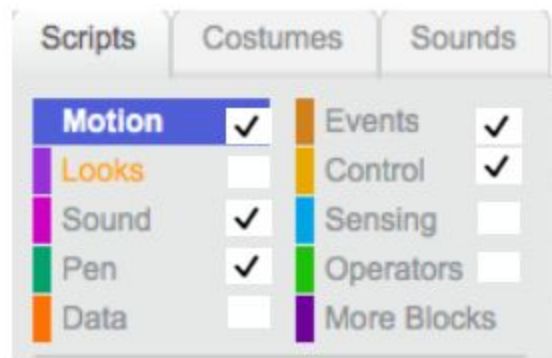 Scripts Costumes Sounds
Motion ✓ Events ✓
Looks Control ✓
Sound ✓ Sensing
Pen ✓ Operators
Data More Blocks